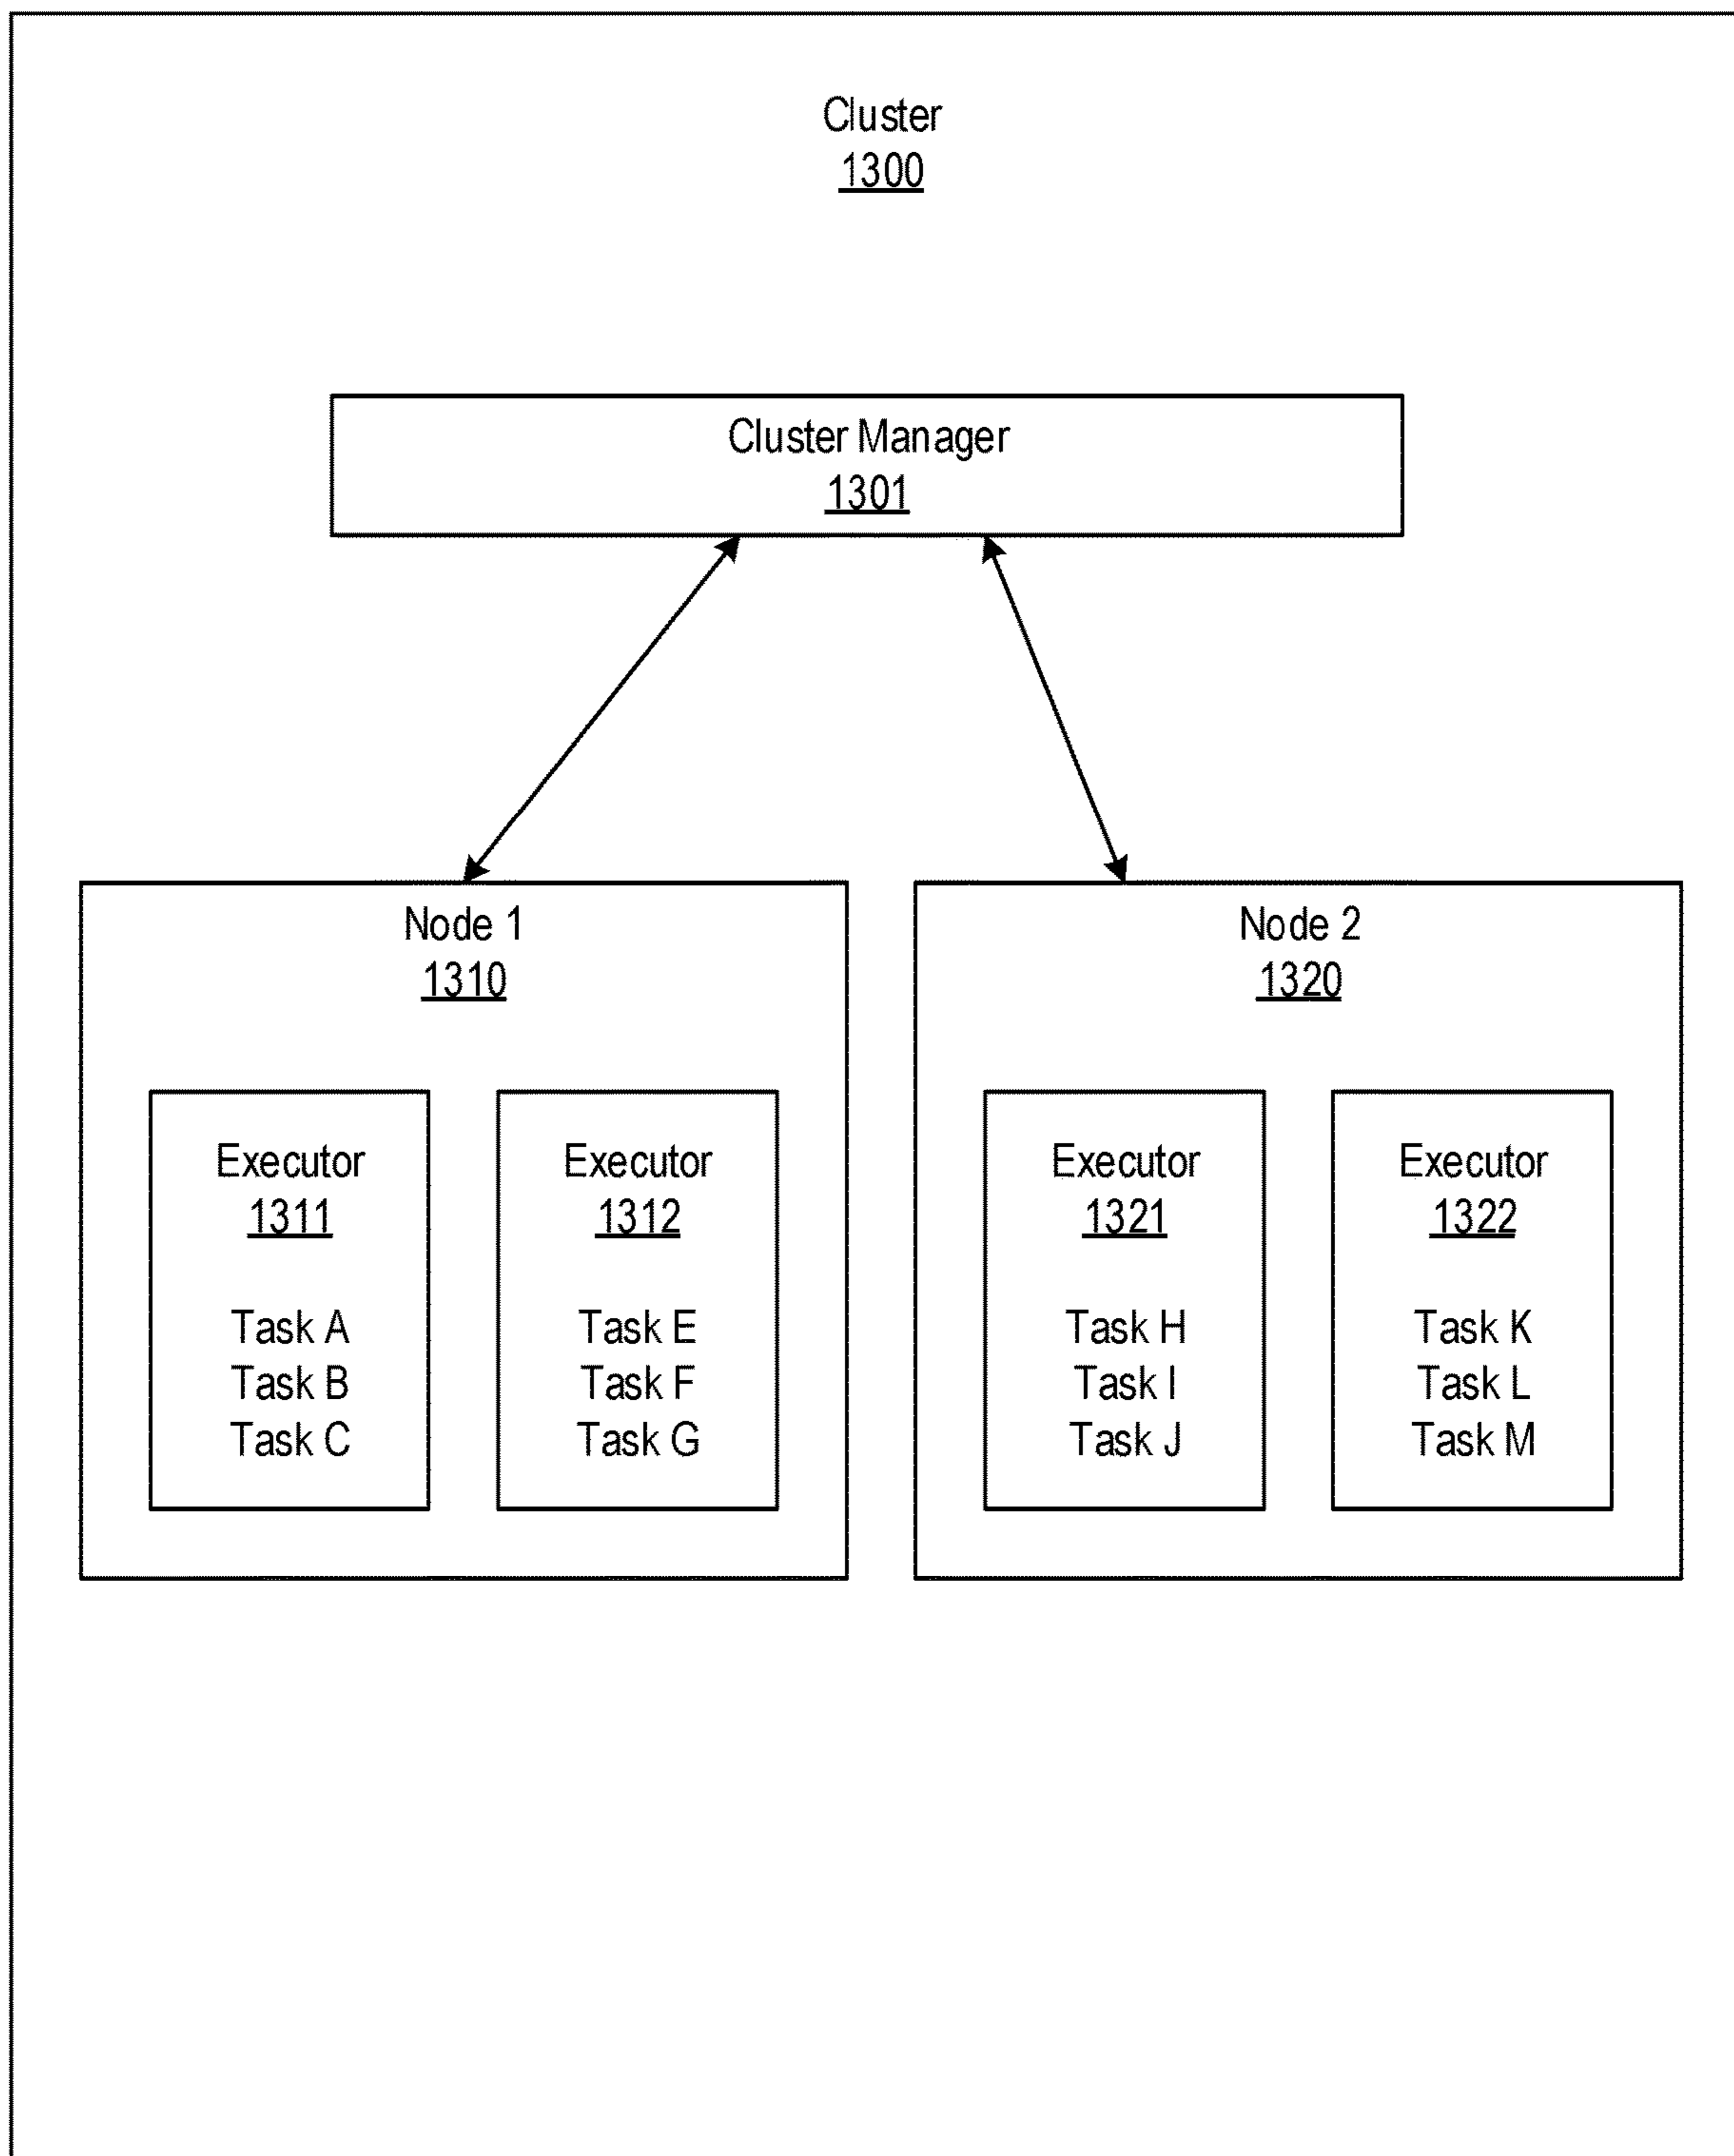 Cluster
1300
Cluster Manager
1301
Node 1
1310
Executor
1311
Task A
Task B
Task C
Executor
1312
Task E
Task F
Task G
Node 2
1320
Executor
1321
Task H
Task I
Task J
Executor
1322
Task K
Task L
Task M